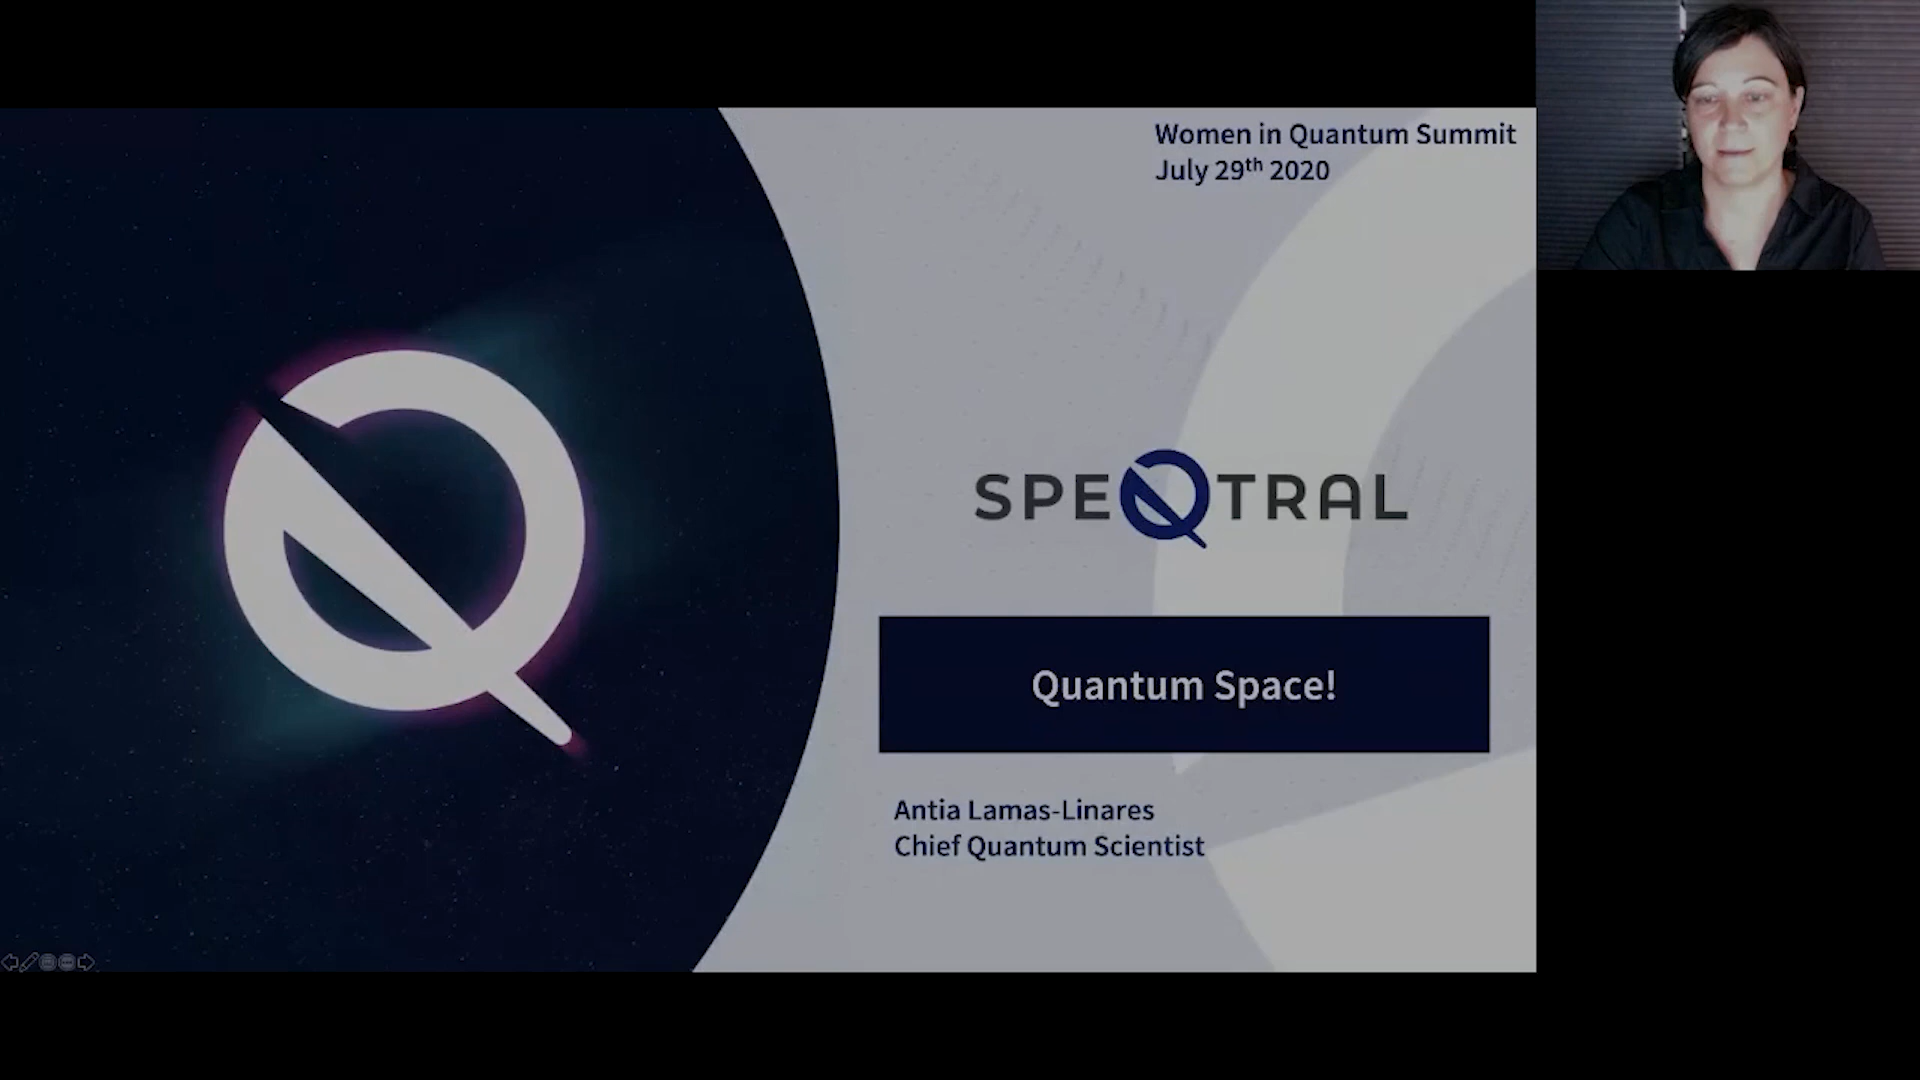 Women in Quantum Summit
July 29th 2020
SPEQTRAL
Quantum Space!
Antia Lamas-Linares
Chief Quantum Scientist